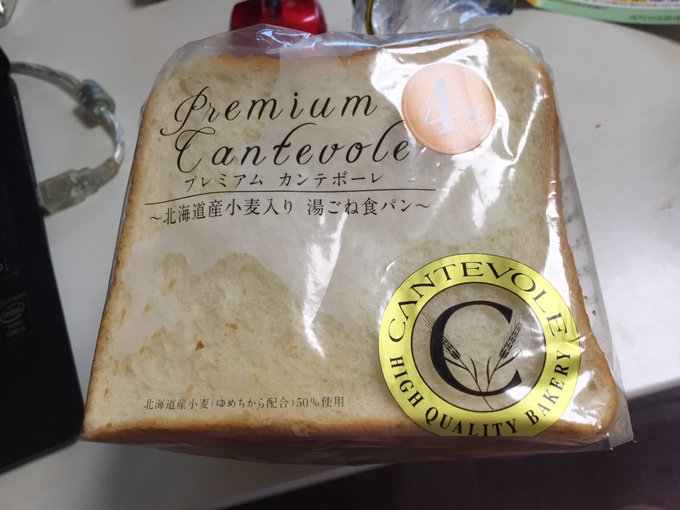 Premium
Cantevole
4枚
プレミアム カンテボーレ
～北海道産小麦入り 湯ごね食パン～
CANTEVOLE
C
HIGH QUALITY BAKERY
北海道産小麦(ゆめちから配合)50%使用
intel